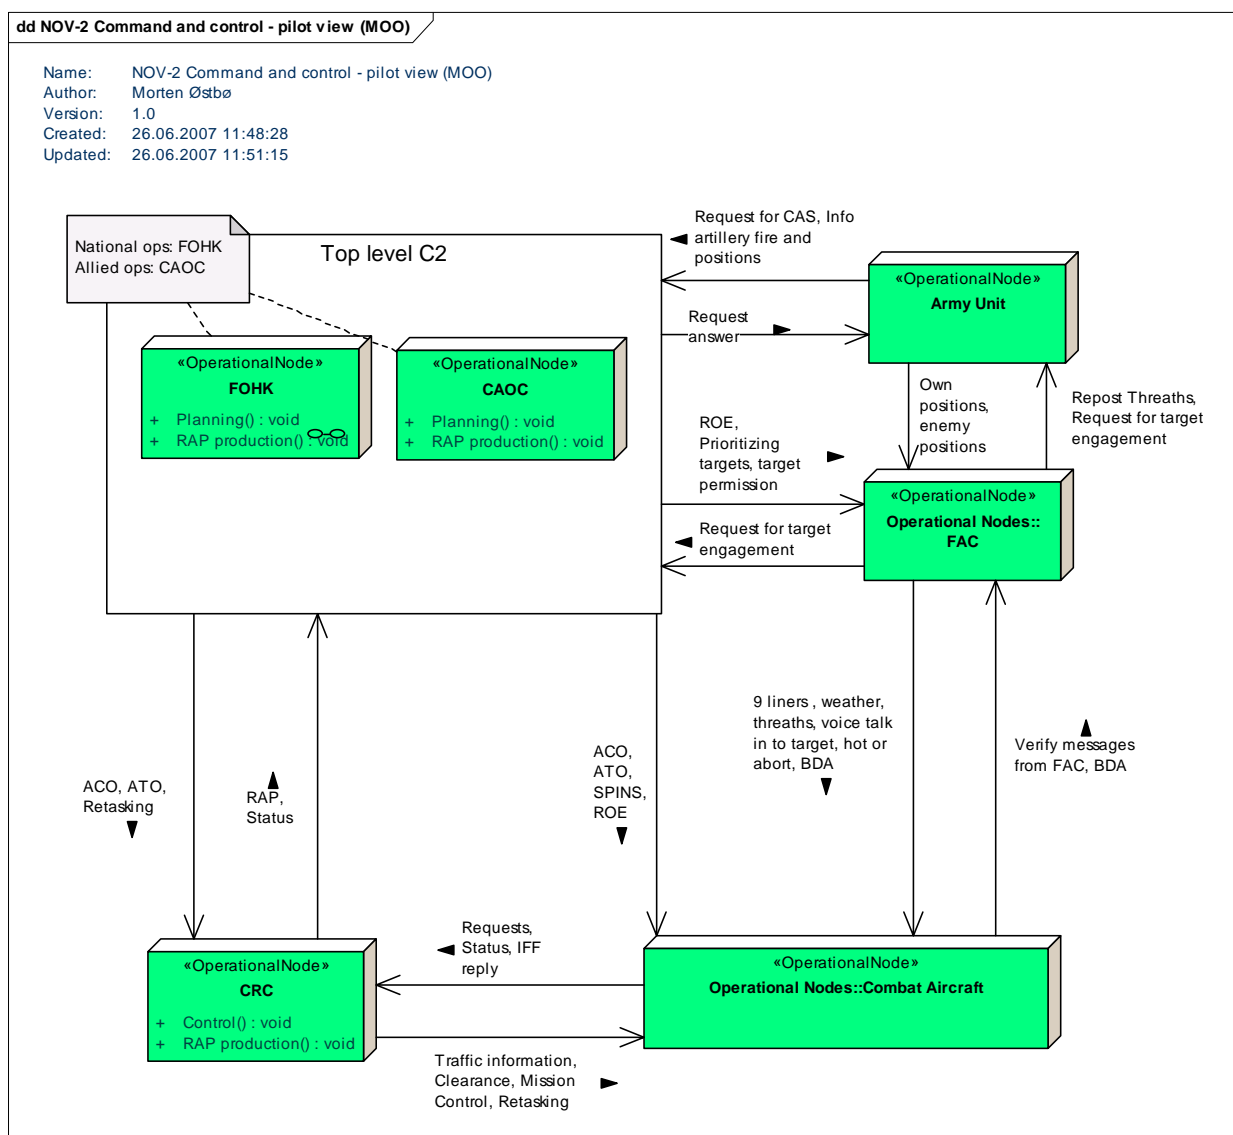 dd NOV-2 Command and control - pilot view (MOO)
Name: NOV-2 Command and control - pilot view (MOO)
Author: Morten Østbø
Version: 1.0
Created: 26.06.2007 11:48:28
Updated: 26.06.2007 11:51:15
National ops: FOHK
Allied ops: CAOC
Top level C2
Request for CAS, Info
artillery fire and
positions
«OperationalNode»
Army Unit
Request
answer
«OperationalNode»
FOHK
+ Planning() : void
+ RAP production() : void
«OperationalNode»
CAOC
+ Planning() : void
+ RAP production() : void
Own
positions,
enemy
positions
Repost Threaths,
Request for target
engagement
ROE,
Prioritizing
targets, target
permission
«OperationalNode»
Operational Nodes::
FAC
Request for target
engagement
9 liners , weather,
threaths, voice talk
in to target, hot or
abort, BDA
Verify messages
from FAC, BDA
ACO, ATO,
Retasking
RAP,
Status
ACO,
ATO,
SPINS,
ROE
Requests,
Status, IFF
reply
«OperationalNode»
CRC
+ Control() : void
+ RAP production() : void
«OperationalNode»
Operational Nodes::Combat Aircraft
Traffic information,
Clearance, Mission
Control, Retasking